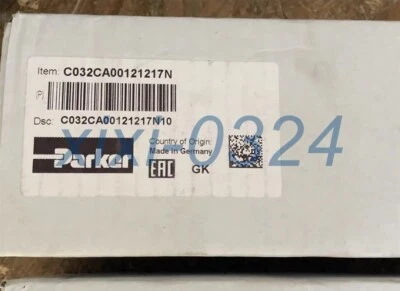 Item: C032CA00121217N
(P)
Dsc: C032CA00121217N10
Parker
Country of Origin:
Made in Germany
EAC GK
xixi-0324